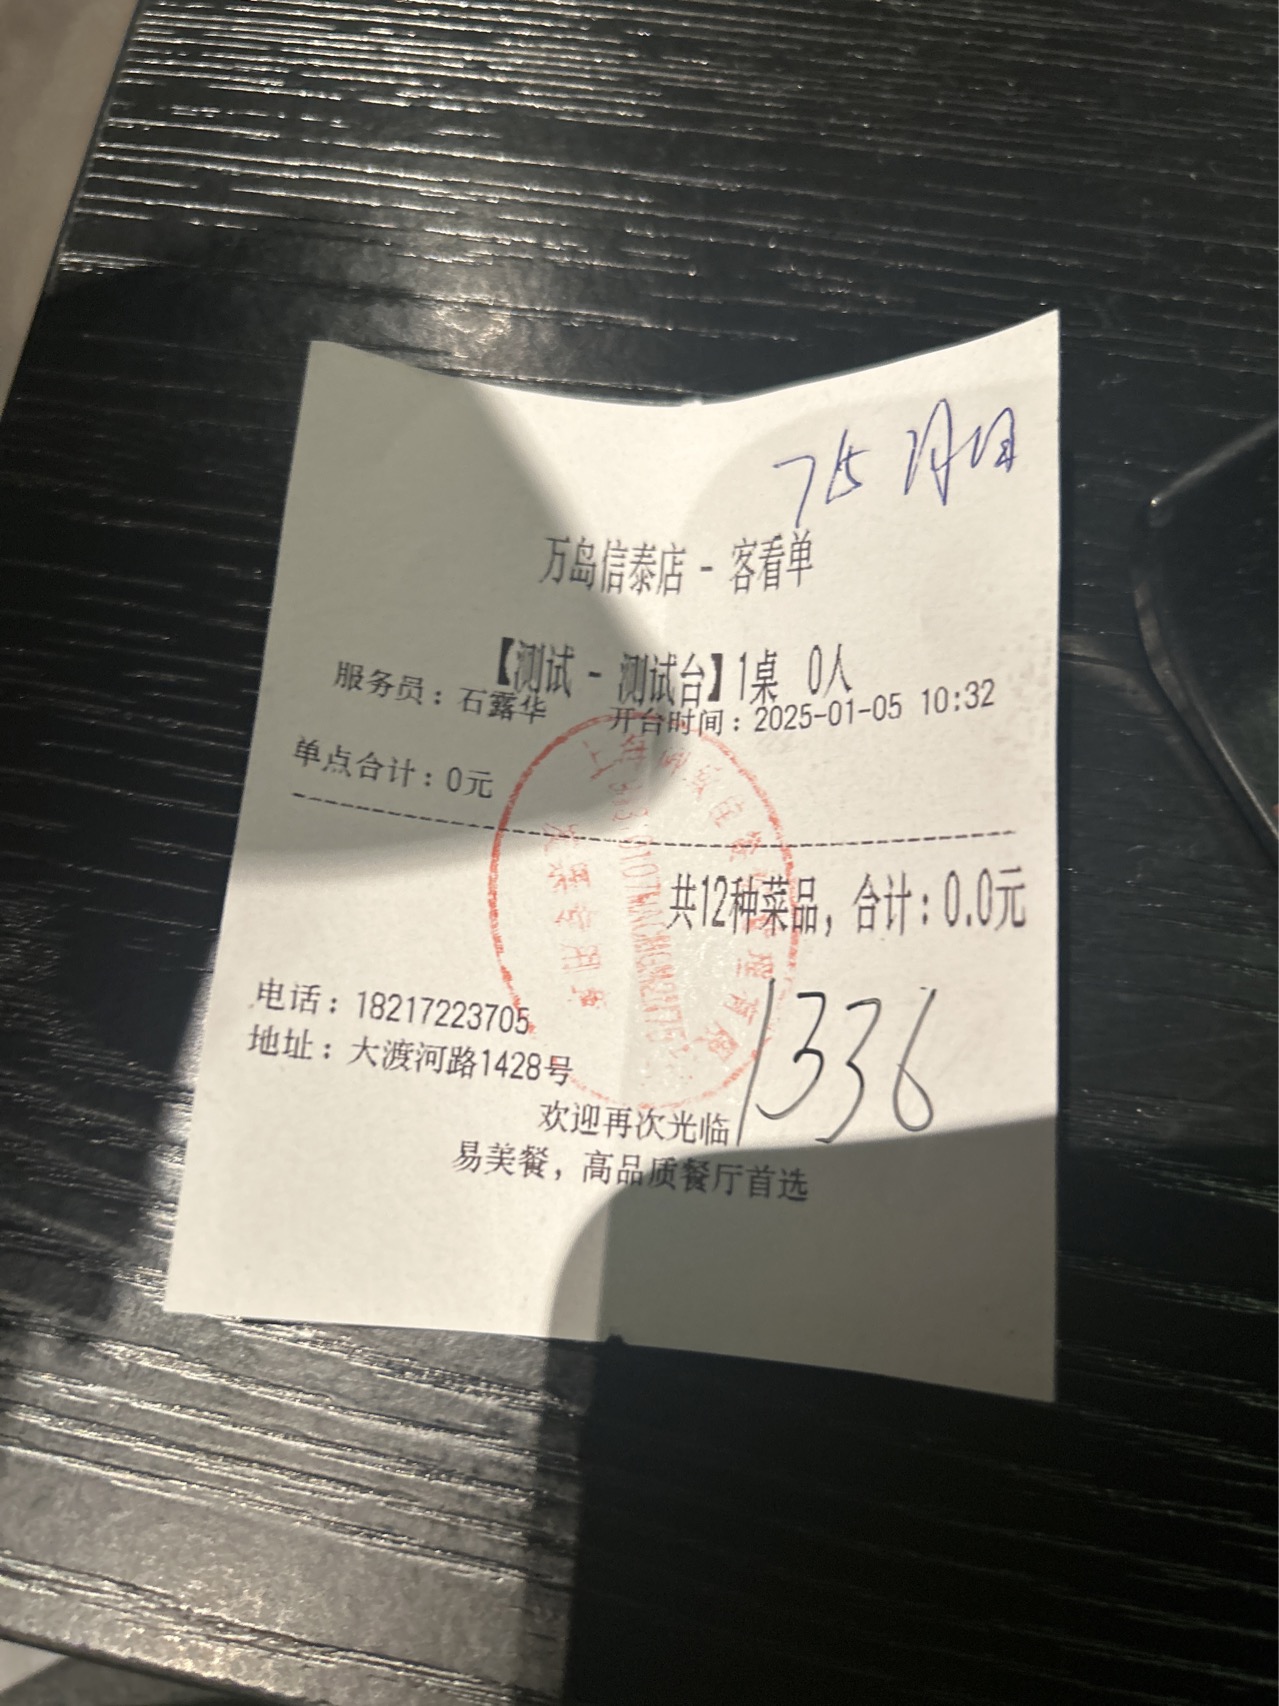 万岛信泰店 - 客看单
【测试 - 测试台】1桌 0人
服务员：石露华 开台时间：2025-01-05 10:32
单点合计：0元
共12种菜品，合计：0.0元
1336
电话：18217223705
地址：大渡河路1428号
欢迎再次光临
易美餐，高品质餐厅首选